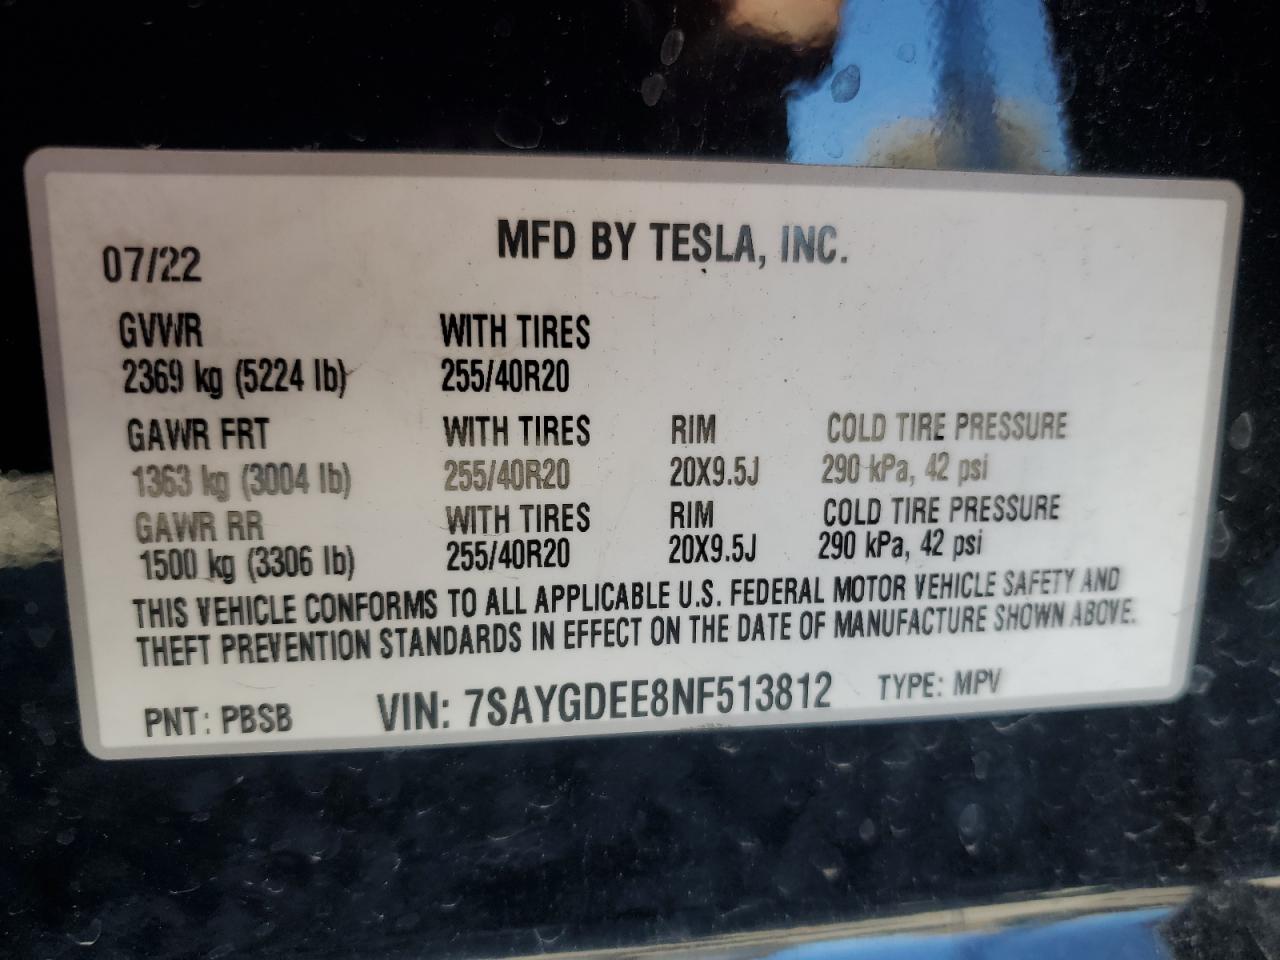 MFD BY TESLA, INC.
07/22
GVWR WITH TIRES
2369 kg (5224 lb) 255/40R20
GAWR FRT WITH TIRES RIM COLD TIRE PRESSURE
1363 kg (3004 lb) 255/40R20 20X9.5J 290 kPa, 42 psi
GAWR RR WITH TIRES RIM COLD TIRE PRESSURE
1500 kg (3306 lb) 255/40R20 20X9.5J 290 kPa, 42 psi
THIS VEHICLE CONFORMS TO ALL APPLICABLE U.S. FEDERAL MOTOR VEHICLE SAFETY AND
THEFT PREVENTION STANDARDS IN EFFECT ON THE DATE OF MANUFACTURE SHOWN ABOVE.
PNT: PBSB VIN: 7SAYGDEE8NF513812 TYPE: MPV